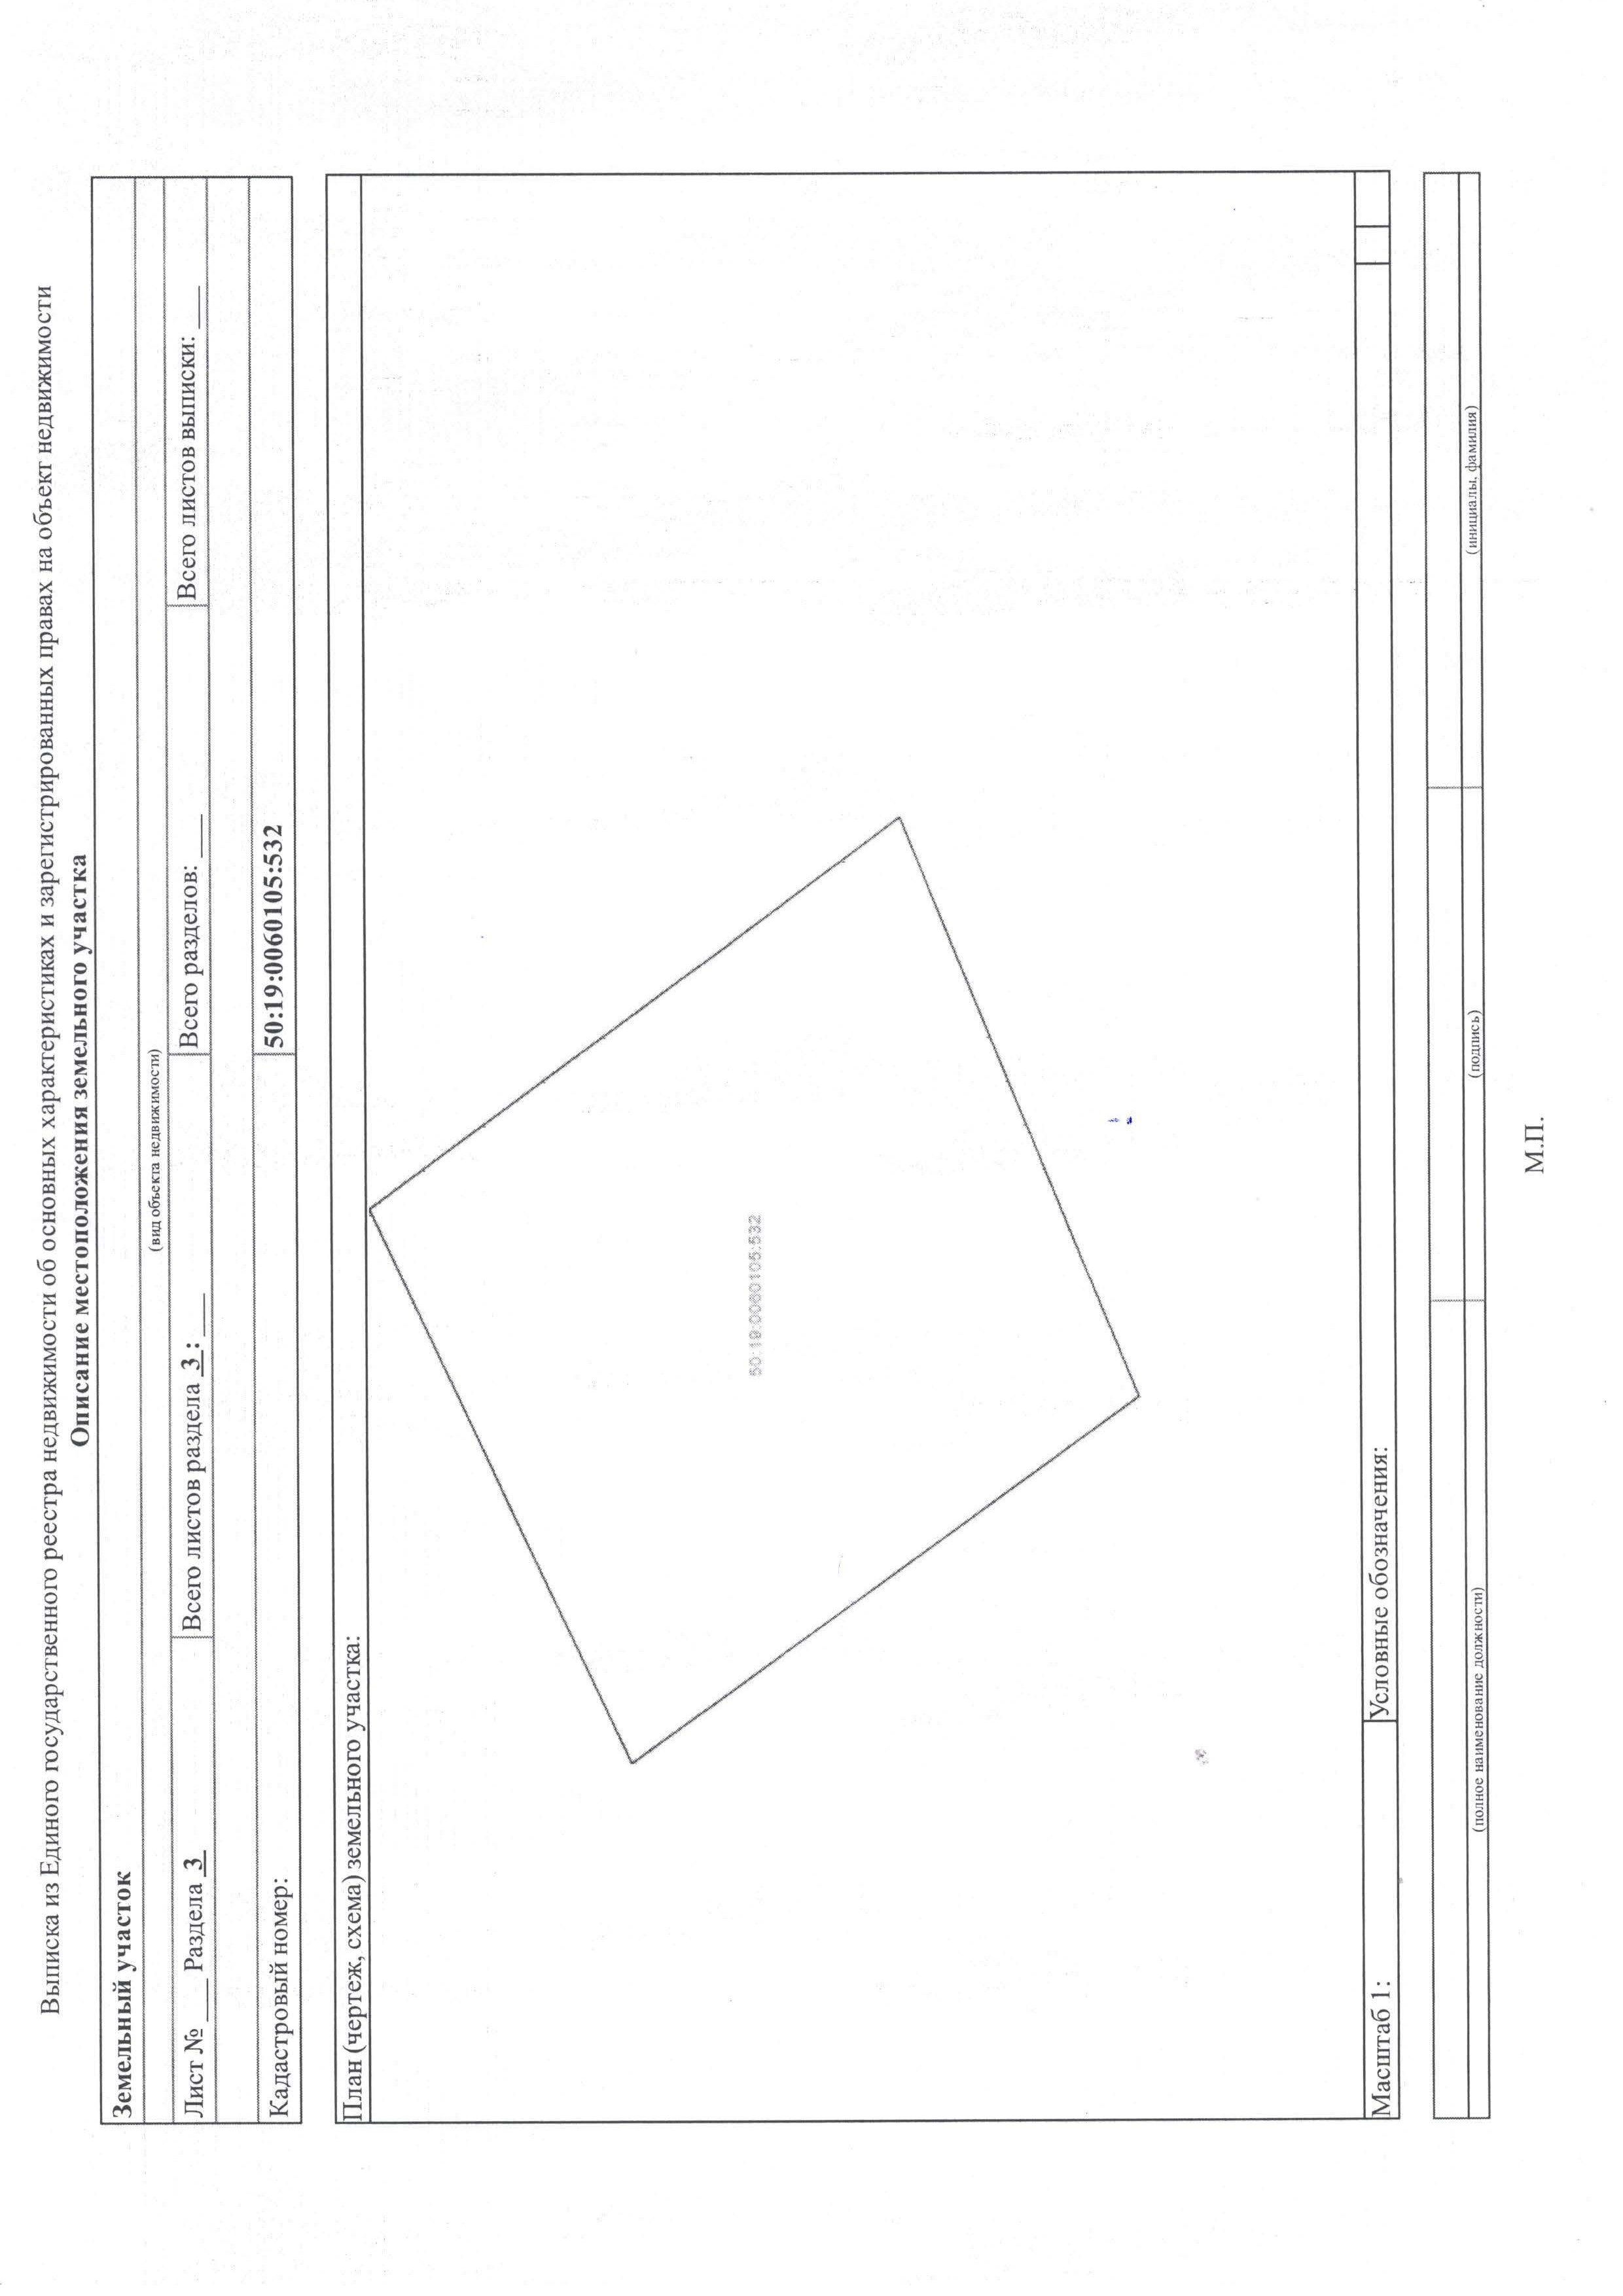 Выписка из Единого государственного реестра недвижимости об основных характеристиках и зарегистрированных правах на объект недвижимости
Описание местоположения земельного участка
Земельный участок
(вид объекта недвижимости)
Лист № ___ Раздела 3 Всего листов раздела 3 : ___ Всего разделов: ___ Всего листов выписки: ___
Кадастровый номер: 50:19:0060105:532
План (чертеж, схема) земельного участка:
50:19:0060105:532
Масштаб 1: Условные обозначения:
(полное наименование должности) (подпись) (инициалы, фамилия)
М.П.